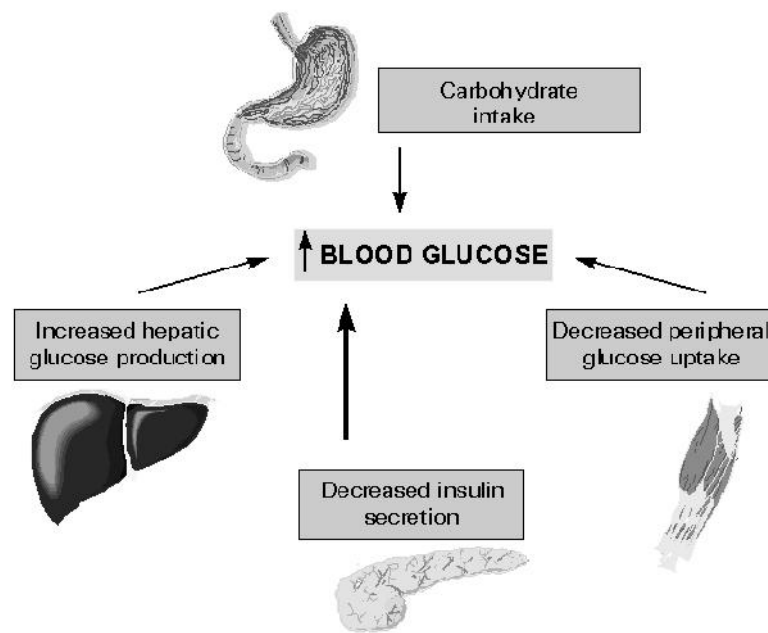 Carbohydrate
intake
BLOOD GLUCOSE
Increased hepatic
glucose production
Decreased peripheral
glucose uptake
Decreased insulin
secretion